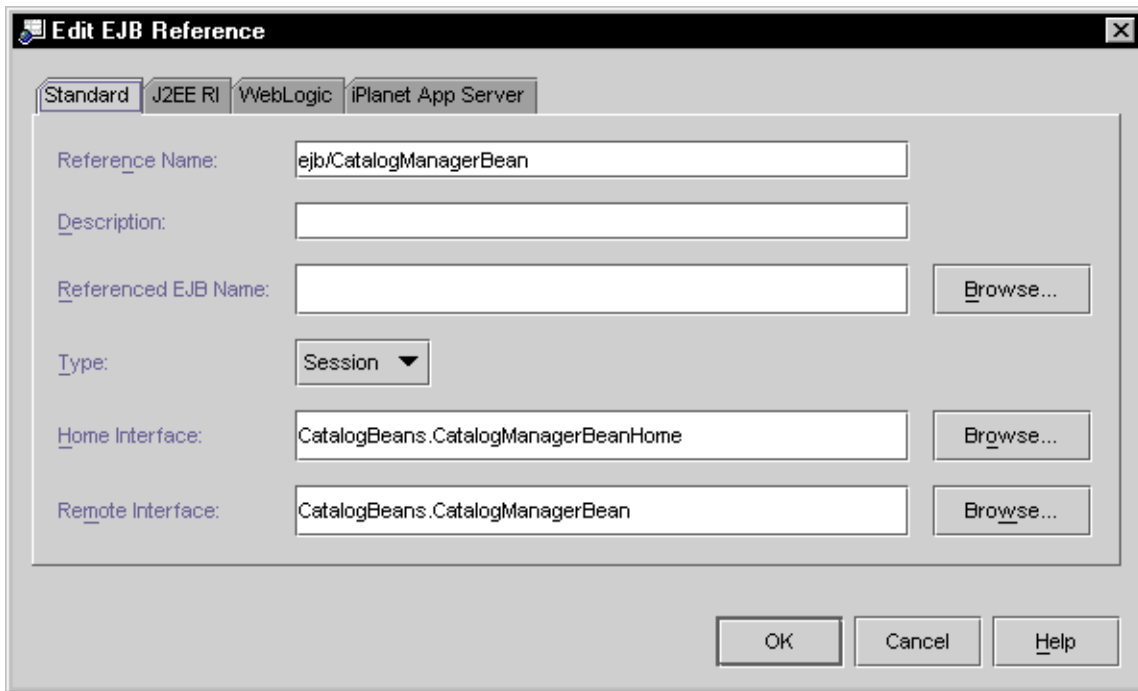 Edit EJB Reference
Standard J2EE RI WebLogic iPlanet App Server
Reference Name: ejb/CatalogManagerBean
Description:
Referenced EJB Name: Browse...
Type: Session
Home Interface: CatalogBeans.CatalogManagerBeanHome Browse...
Remote Interface: CatalogBeans.CatalogManagerBean Browse...
OK Cancel Help